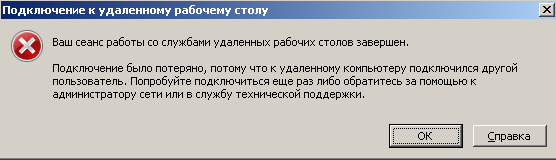 Подключение к удаленному рабочему столу
Ваш сеанс работы со службами удаленных рабочих столов завершен.
Подключение было потеряно, потому что к удаленному компьютеру подключился другой
пользователь. Попробуйте подключиться еще раз либо обратитесь за помощью к
администратору сети или в службу технической поддержки.
ОК
Справка